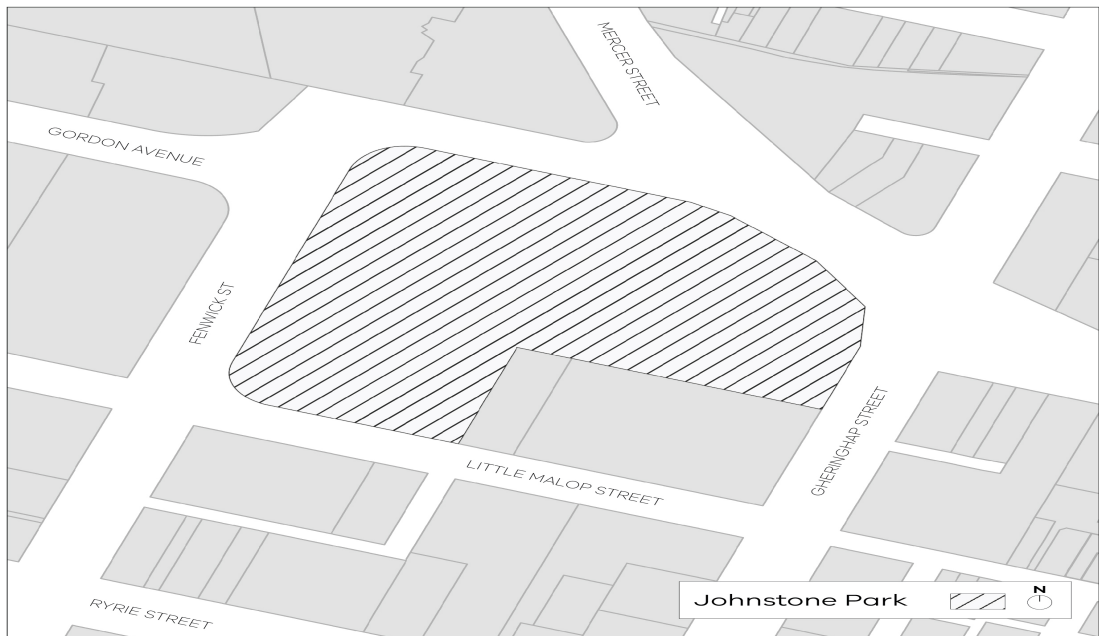 MERCER STREET
GORDON AVENUE
FENWICK ST
GHERINGHAP STREET
LITTLE MALOP STREET
RYRIE STREET
Johnstone Park
N